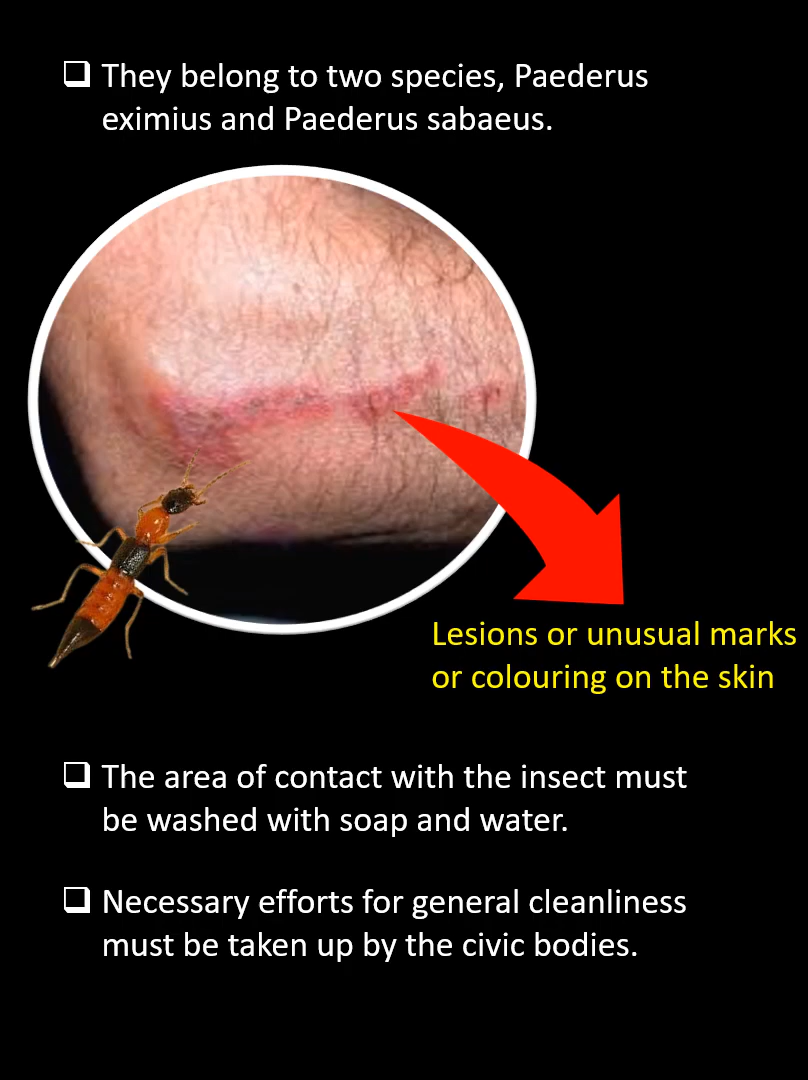 They belong to two species, Paederus
eximius and Paederus sabaeus.
Lesions or unusual marks
or colouring on the skin
The area of contact with the insect must
be washed with soap and water.
Necessary efforts for general cleanliness
must be taken up by the civic bodies.